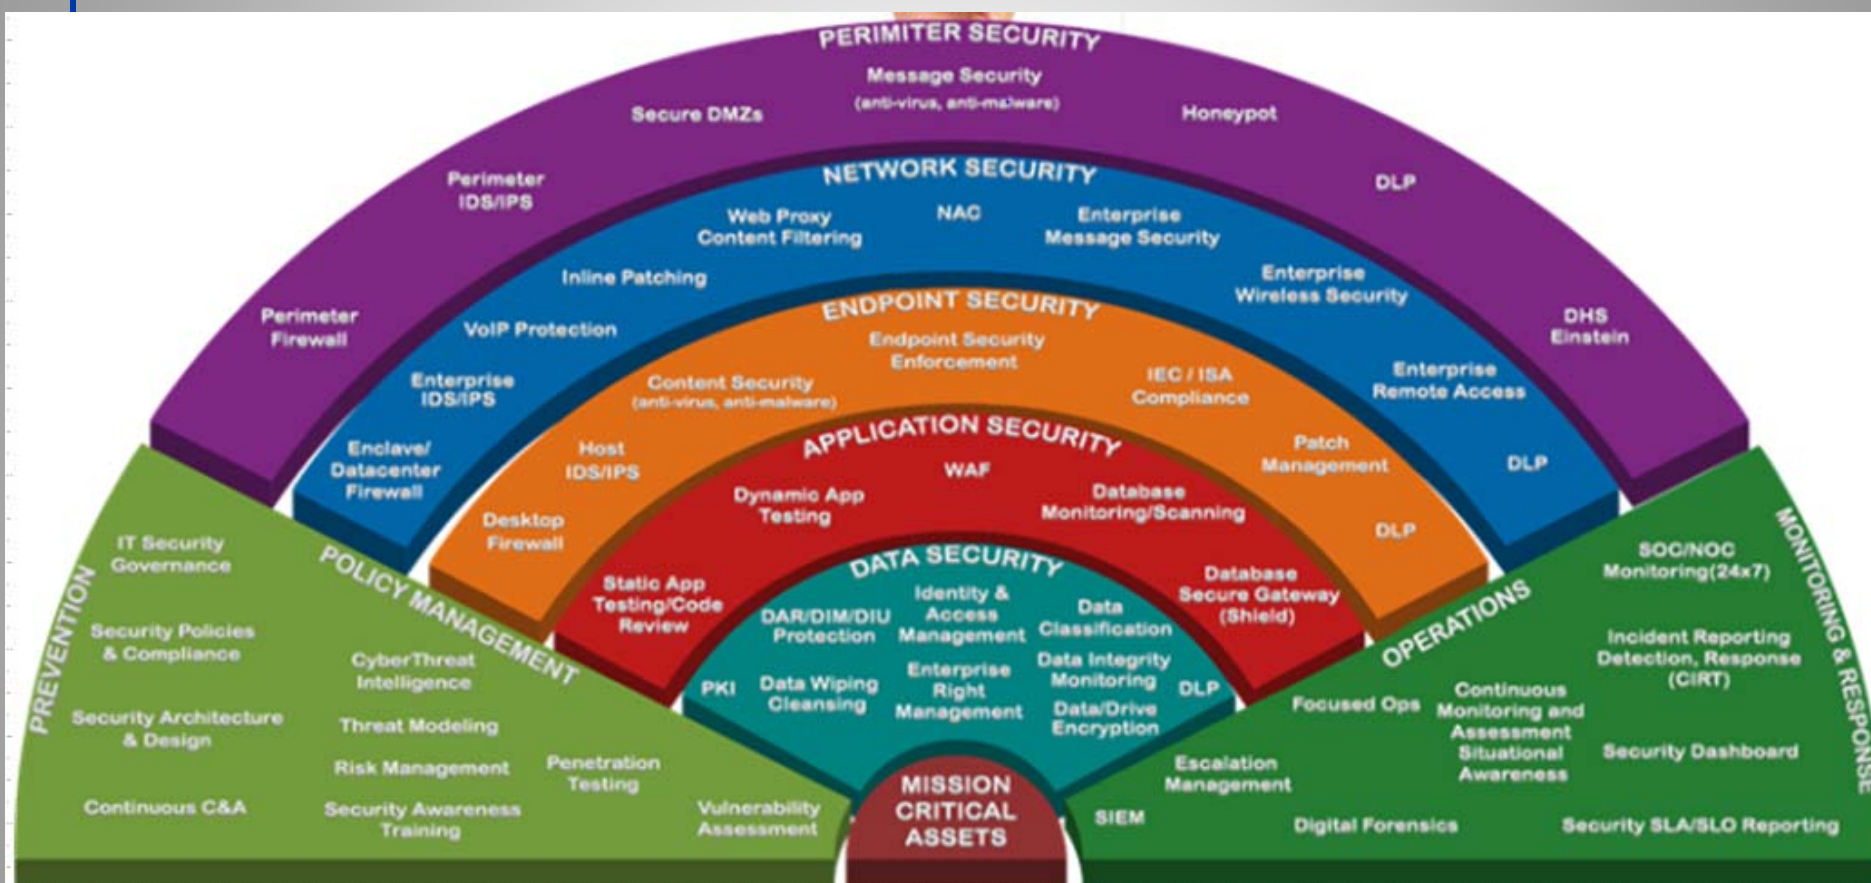 PERIMITER SECURITY
Message Security
(anti-virus, anti-malware)
Secure DMZs
Honeypot
Perimeter
IDS/IPS
DLP
Perimeter
Firewall
DHS
Einstein
NETWORK SECURITY
Web Proxy
Content Filtering
NAC
Enterprise
Message Security
Inline Patching
Enterprise
Wireless Security
VoIP Protection
Enterprise
IDS/IPS
Enterprise
Remote Access
Enclave/
Datacenter
Firewall
DLP
ENDPOINT SECURITY
Endpoint Security
Enforcement
Content Security
(anti-virus, anti-malware)
IEC / ISA
Compliance
Host
IDS/IPS
Patch
Management
Desktop
Firewall
DLP
APPLICATION SECURITY
WAF
Dynamic App
Testing
Database
Monitoring/Scanning
Static App
Testing/Code
Review
Database
Secure Gateway
(Shield)
DATA SECURITY
DAR/DIM/DIU
Protection
Identity &
Access
Management
Data
Classification
PKI
Data Wiping
Cleansing
Enterprise
Right
Management
Data Integrity
Monitoring
DLP
Data/Drive
Encryption
MISSION
CRITICAL
ASSETS
PREVENTION
POLICY MANAGEMENT
IT Security
Governance
Security Policies
& Compliance
Security Architecture
& Design
Continuous C&A
CyberThreat
Intelligence
Threat Modeling
Risk Management
Security Awareness
Training
Penetration
Testing
Vulnerability
Assessment
OPERATIONS
MONITORING & RESPONSE
SOC/NOC
Monitoring(24x7)
Incident Reporting
Detection, Response
(CIRT)
Focused Ops
Continuous
Monitoring and
Assessment
Situational
Awareness
Security Dashboard
Escalation
Management
SIEM
Digital Forensics
Security SLA/SLO Reporting